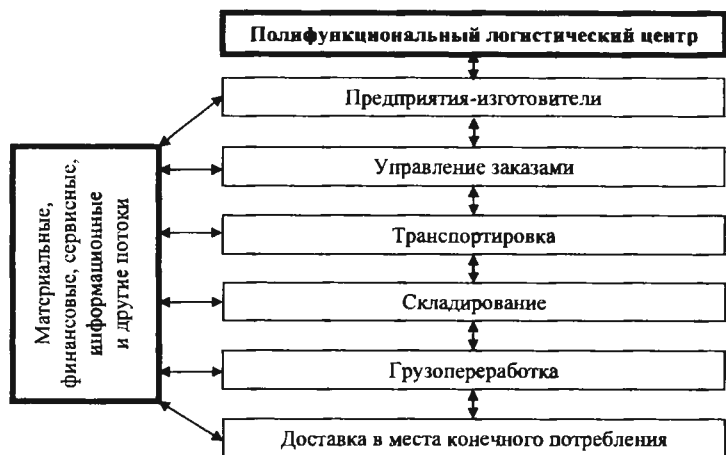 Полифункциональный логистический центр
Предприятия-изготовители
Управление заказами
Транспортировка
Складирование
Грузопереработка
Доставка в места конечного потребления
Материальные,
финансовые, сервисные,
информационные
и другие потоки